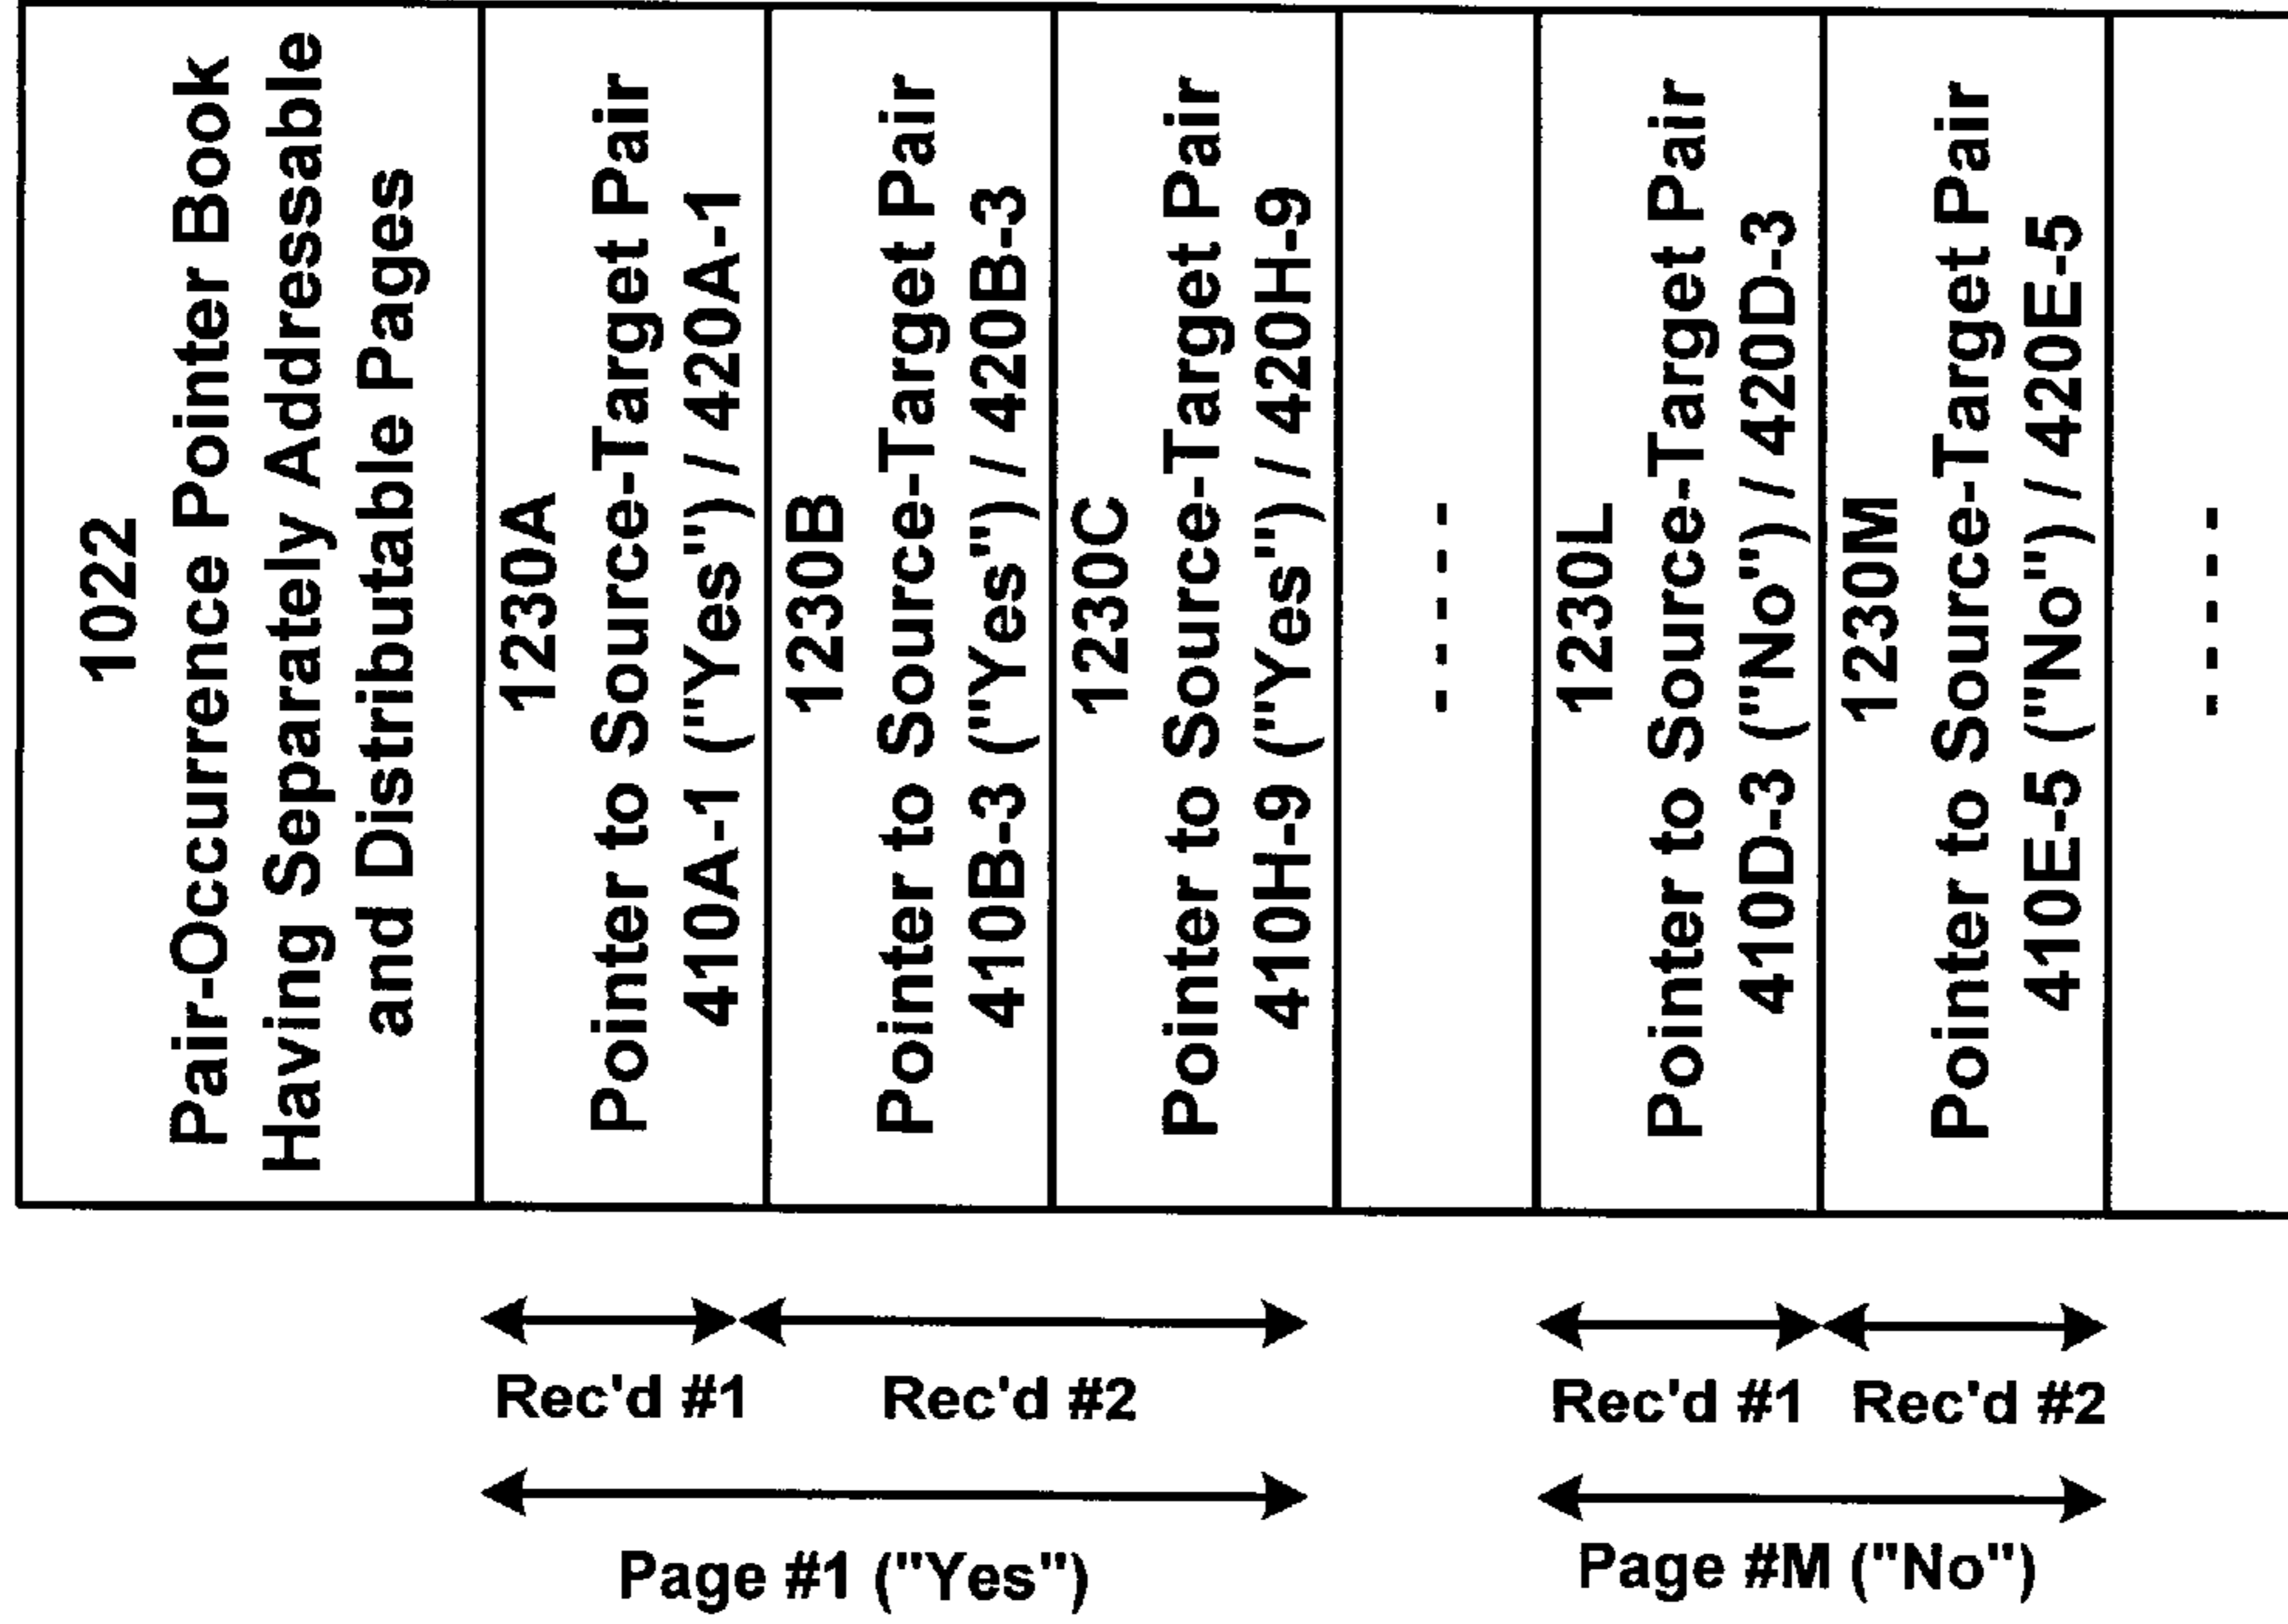 1022
Pair-Occurrence Pointer Book
Having Separately Addressable
and Distributable Pages
1230A
Pointer to Source-Target Pair
410A-1 ("Yes") / 420A-1
1230B
Pointer to Source-Target Pair
410B-3 ("Yes") / 420B-3
1230C
Pointer to Source-Target Pair
410H-9 ("Yes") / 420H-9
- - - - -
1230L
Pointer to Source-Target Pair
410D-3 ("No") / 420D-3
1230M
Pointer to Source-Target Pair
410E-5 ("No") / 420E-5
- - - - -
Rec'd #1
Rec'd #2
Rec'd #1
Rec'd #2
Page #1 ("Yes")
Page #M ("No")